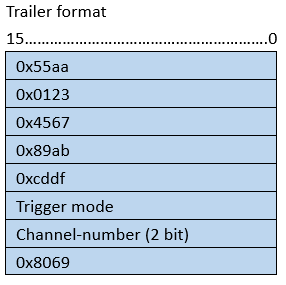 Trailer format
15……………………………………………………0
0x55aa
0x0123
0x4567
0x89ab
0xcddf
Trigger mode
Channel-number (2 bit)
0x8069